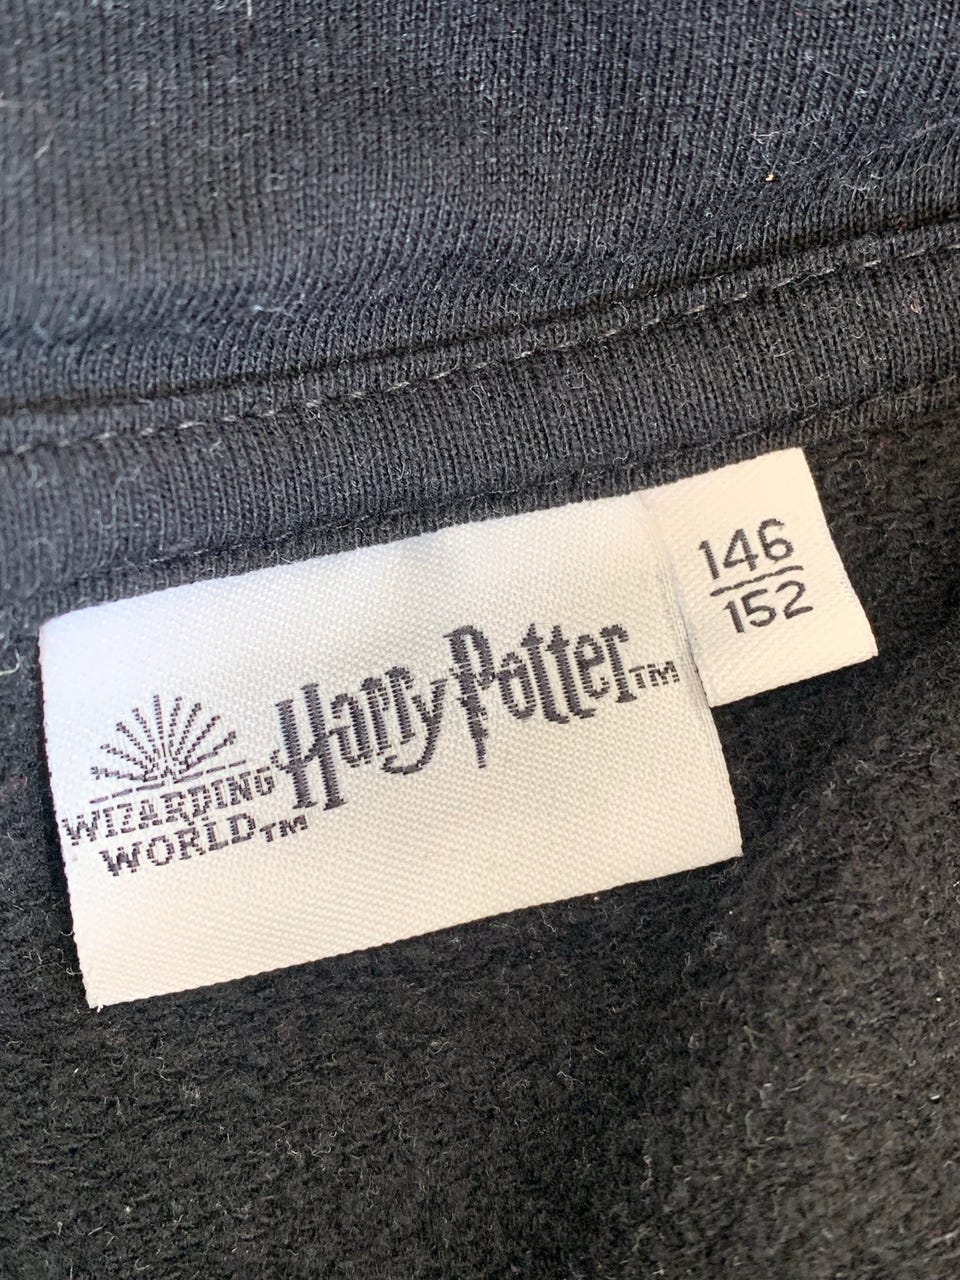 146
152
Harry Potter™
WIZARDING
WORLD™